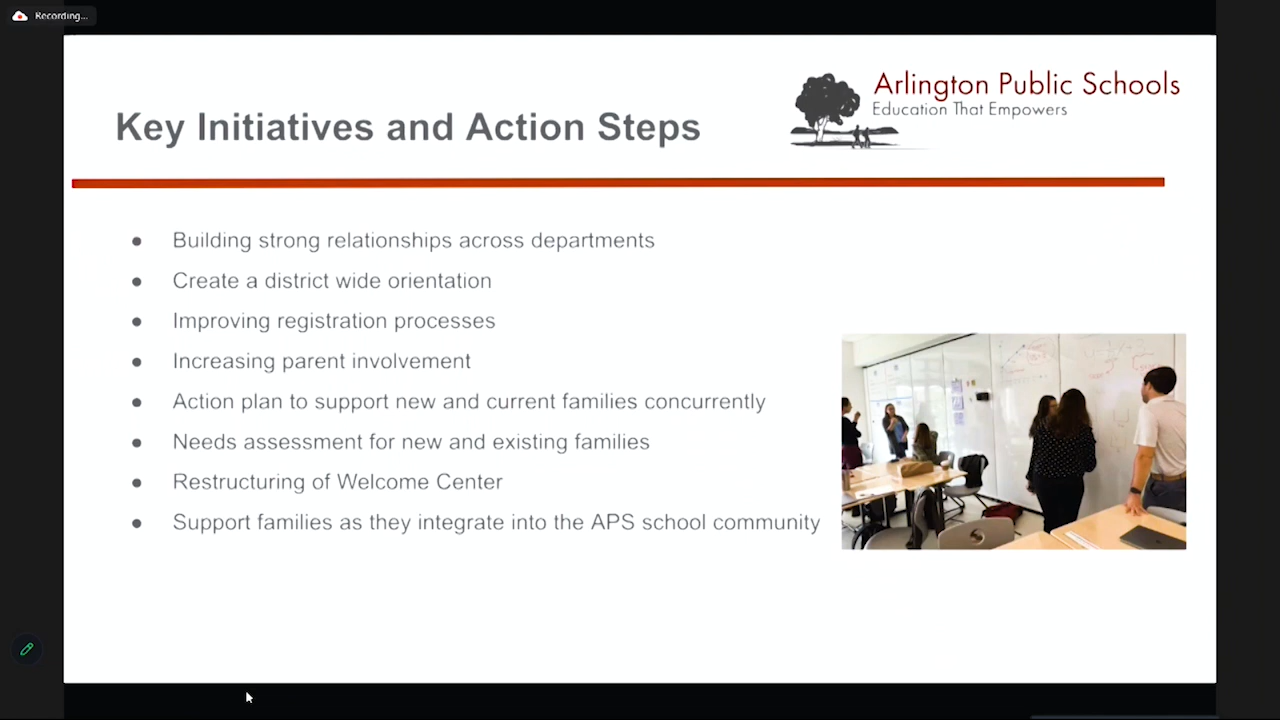 Recording...
Arlington Public Schools
Education That Empowers
Key Initiatives and Action Steps
● Building strong relationships across departments
● Create a district wide orientation
● Improving registration processes
● Increasing parent involvement
● Action plan to support new and current families concurrently
● Needs assessment for new and existing families
● Restructuring of Welcome Center
● Support families as they integrate into the APS school community